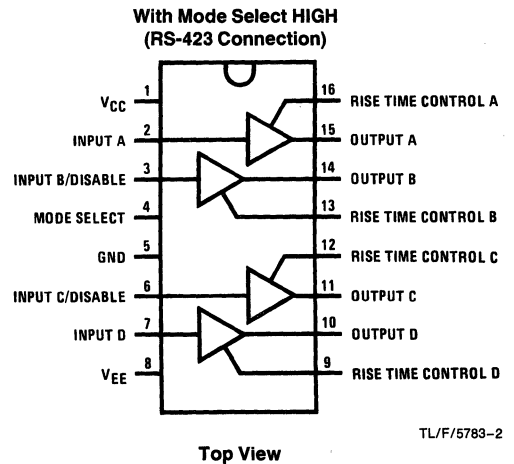 With Mode Select HIGH
(RS-423 Connection)
1 16
VCC RISE TIME CONTROL A
2 15
INPUT A OUTPUT A
3 14
INPUT B/DISABLE OUTPUT B
4 13
MODE SELECT RISE TIME CONTROL B
5 12
GND RISE TIME CONTROL C
6 11
INPUT C/DISABLE OUTPUT C
7 10
INPUT D OUTPUT D
8 9
VEE RISE TIME CONTROL D
TL/F/5783–2
Top View